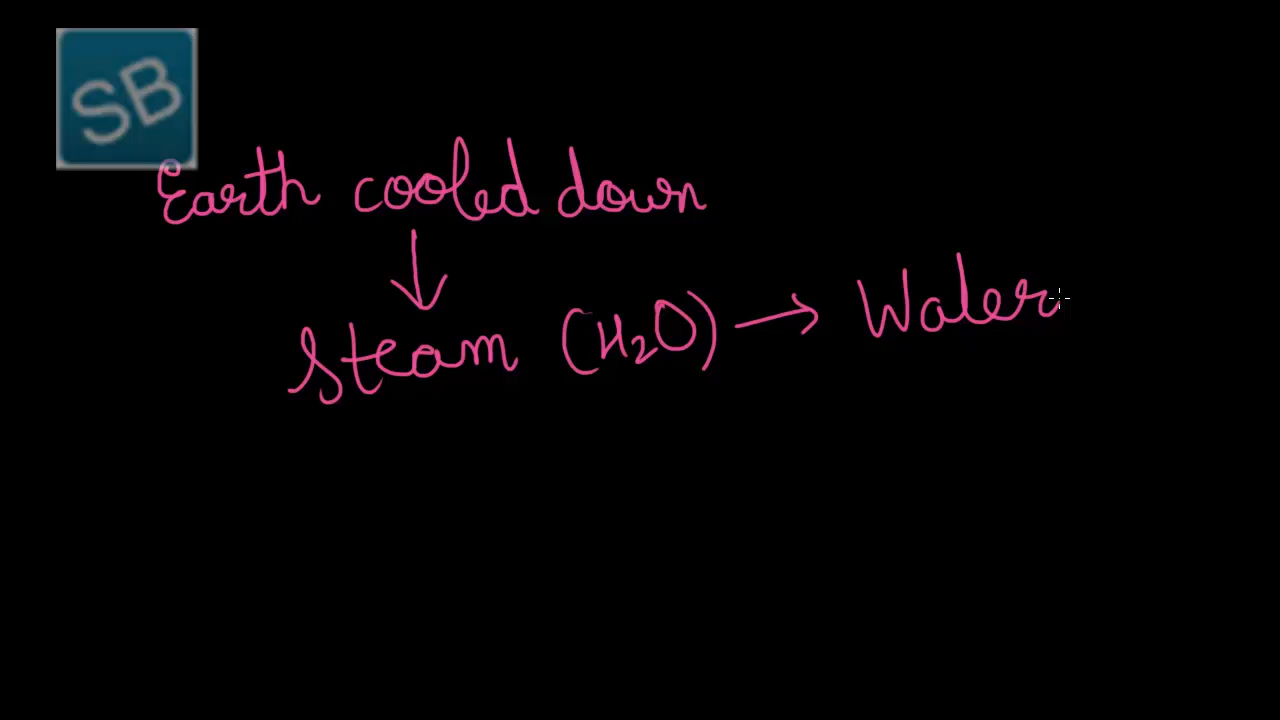 SB
Earth cooled down
↓
Steam (H₂O) → Water